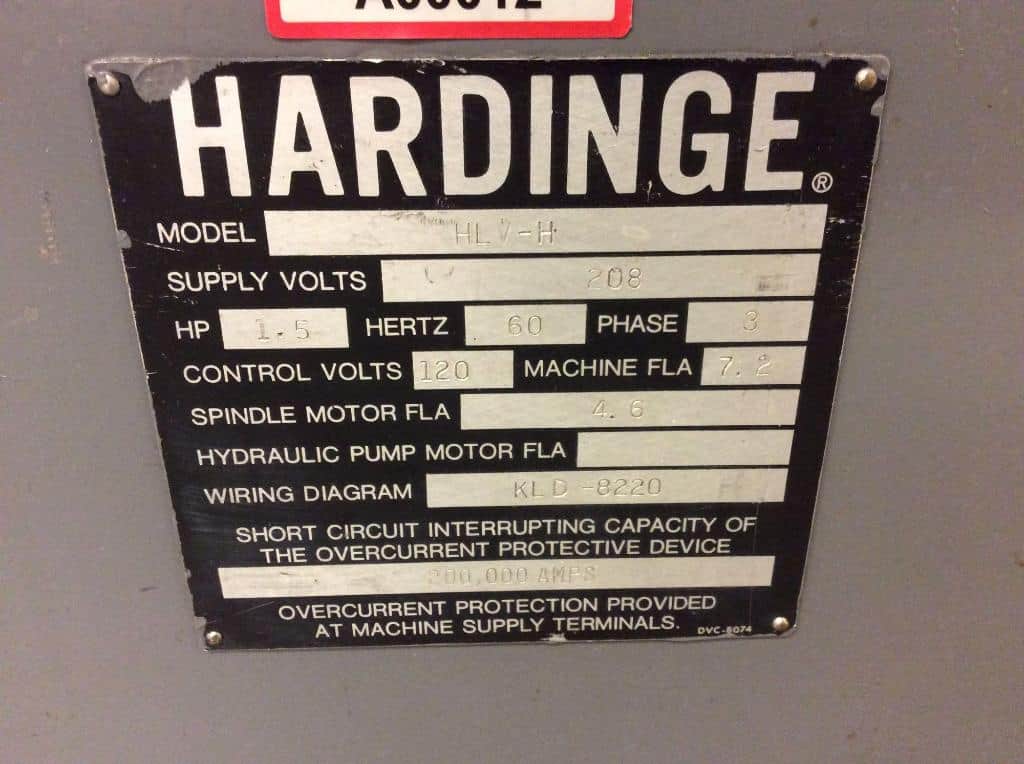 HARDINGE®
MODEL HLV-H
SUPPLY VOLTS 208
HP 1.5 HERTZ 60 PHASE 3
CONTROL VOLTS 120 MACHINE FLA 7.2
SPINDLE MOTOR FLA 4.6
HYDRAULIC PUMP MOTOR FLA
WIRING DIAGRAM KLD-8220
SHORT CIRCUIT INTERRUPTING CAPACITY OF
THE OVERCURRENT PROTECTIVE DEVICE
200,000 AMPS
OVERCURRENT PROTECTION PROVIDED
AT MACHINE SUPPLY TERMINALS. DVC-8074